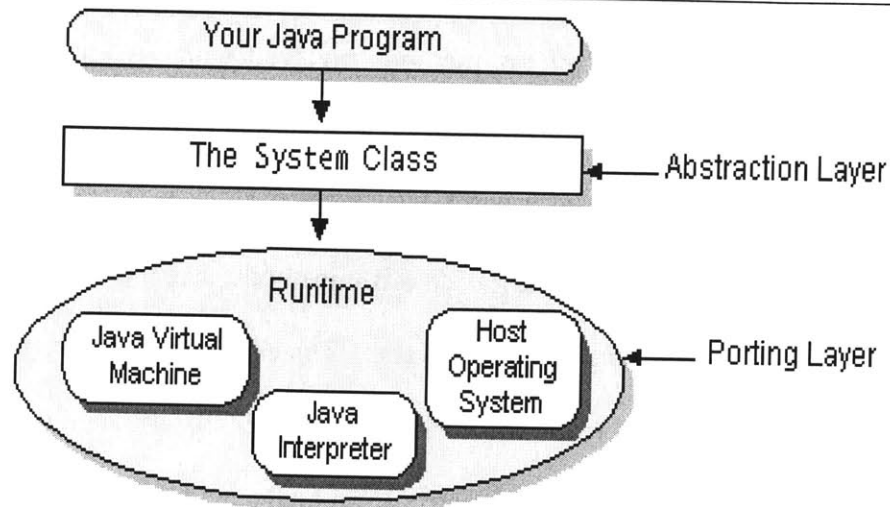 Your Java Program
The System Class
Abstraction Layer
Runtime
Java Virtual
Machine
Host
Operating
System
Porting Layer
Java
Interpreter